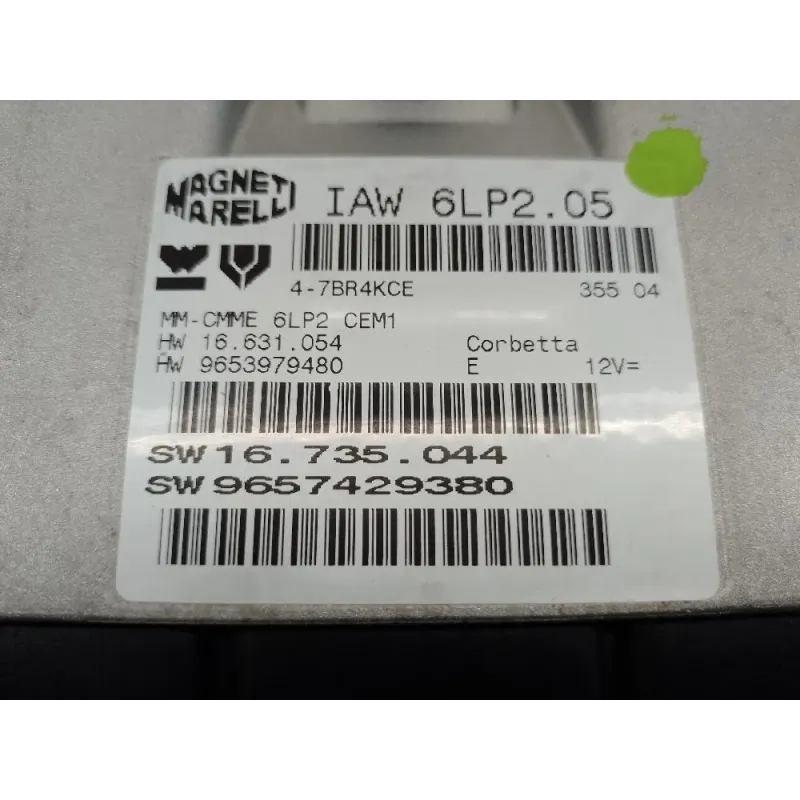 MAGNETI
MARELLI
IAW 6LP2.05
4-7BR4KCE 355 04
MM-CMME 6LP2 CEM1
HW 16.631.054 Corbetta
HW 9653979480 E 12V=
SW16.735.044
SW9657429380